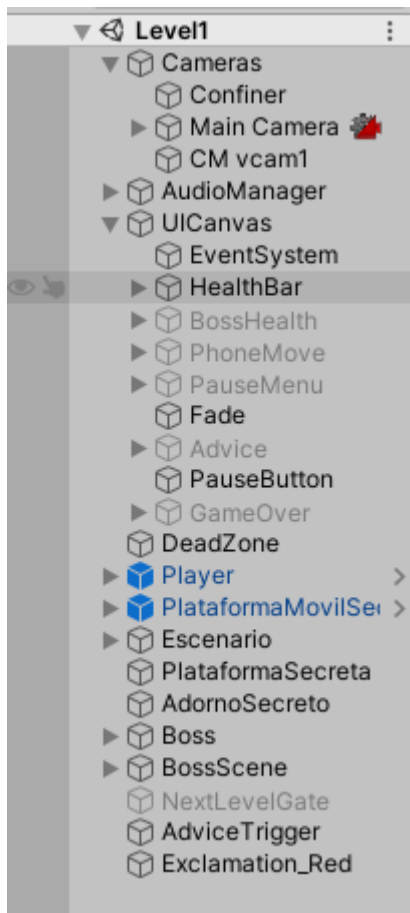 Level1
Cameras
Confiner
Main Camera
CM vcam1
AudioManager
UICanvas
EventSystem
HealthBar
BossHealth
PhoneMove
PauseMenu
Fade
Advice
PauseButton
GameOver
DeadZone
Player
PlataformaMovilSe
Escenario
PlataformaSecreta
AdornoSecreto
Boss
BossScene
NextLevelGate
AdviceTrigger
Exclamation_Red